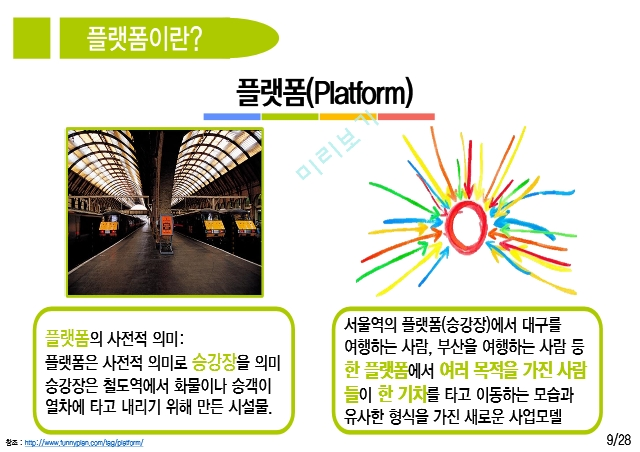 플랫폼이란?
플랫폼(Platform)
미리보기
플랫폼의 사전적 의미:
플랫폼은 사전적 의미로 승강장을 의미
승강장은 철도역에서 화물이나 승객이
열차에 타고 내리기 위해 만든 시설물.
서울역의 플랫폼(승강장)에서 대구를
여행하는 사람, 부산을 여행하는 사람 등
한 플랫폼에서 여러 목적을 가진 사람
들이 한 기차를 타고 이동하는 모습과
유사한 형식을 가진 새로운 사업모델
참조 : http://www.funnyplan.com/tag/platform/
9/28